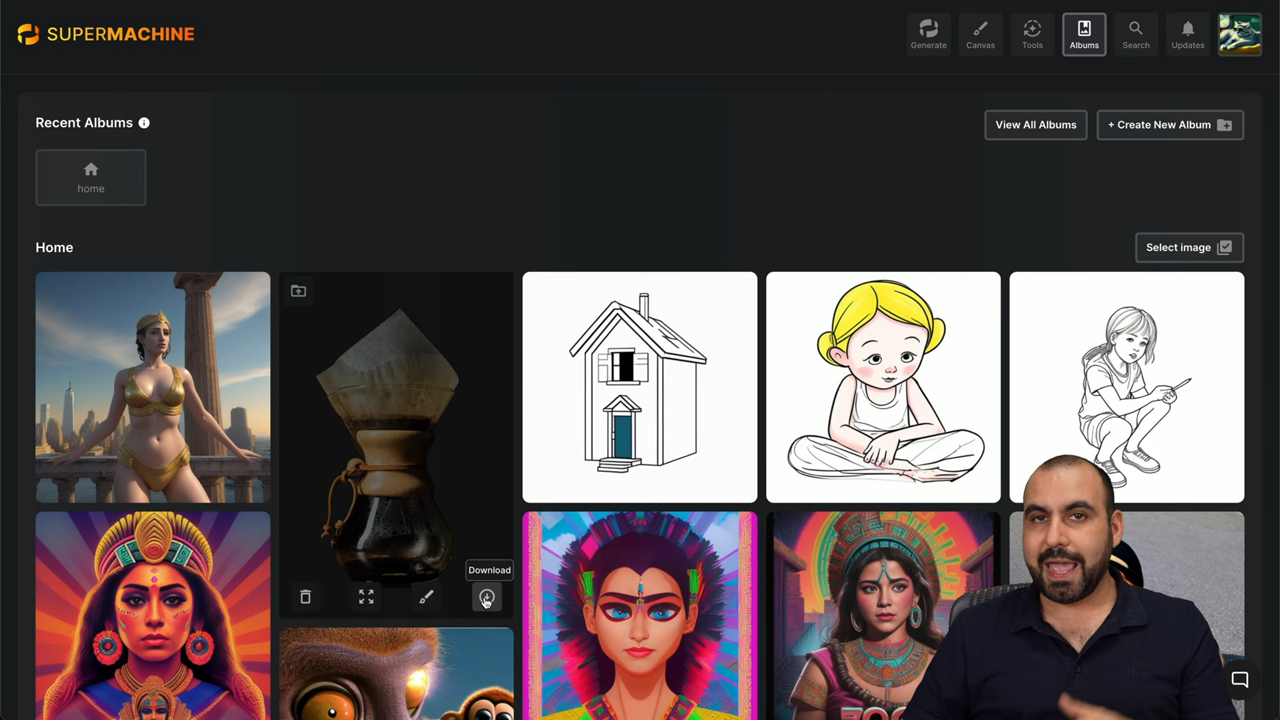 SUPERMACHINE
Generate
Canvas
Tools
Albums
Search
Updates
Recent Albums
View All Albums
+ Create New Album
home
Home
Select image
Download